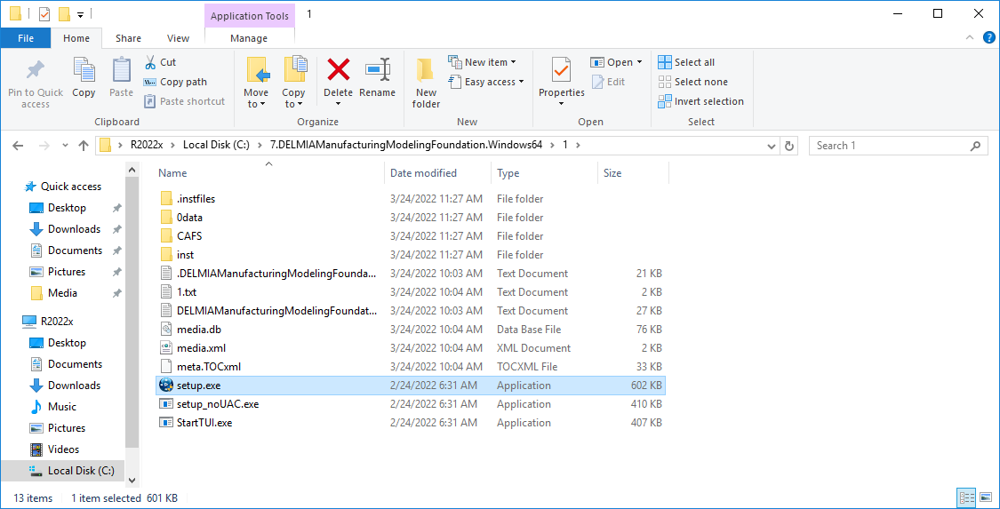 Application Tools 1
File Home Share View Manage
Pin to Quick access
Copy
Paste
Cut
Copy path
Paste shortcut
Clipboard
Move to
Copy to
Delete
Rename
Organize
New folder
New item
Easy access
New
Properties
Open
Edit
Open
Select all
Select none
Invert selection
Select
R2022x > Local Disk (C:) > 7.DELMIAManufacturingModelingFoundation.Windows64 > 1 >
Search 1
Quick access
Desktop
Downloads
Documents
Pictures
Media
R2022x
Desktop
Documents
Downloads
Music
Pictures
Videos
Local Disk (C:)
Name Date modified Type Size
.instfiles 3/24/2022 11:27 AM File folder
0data 3/24/2022 11:27 AM File folder
CAFS 3/24/2022 11:27 AM File folder
inst 3/24/2022 11:27 AM File folder
.DELMIAManufacturingModelingFounda... 3/24/2022 10:03 AM Text Document 21 KB
1.txt 3/24/2022 10:04 AM Text Document 2 KB
DELMIAManufacturingModelingFoundat... 3/24/2022 10:03 AM Text Document 27 KB
media.db 3/24/2022 10:04 AM Data Base File 76 KB
media.xml 3/24/2022 10:04 AM XML Document 2 KB
meta.TOCxml 3/24/2022 10:04 AM TOCXML File 33 KB
setup.exe 2/24/2022 6:31 AM Application 602 KB
setup_noUAC.exe 2/24/2022 6:31 AM Application 410 KB
StartTUI.exe 2/24/2022 6:31 AM Application 407 KB
13 items 1 item selected 601 KB